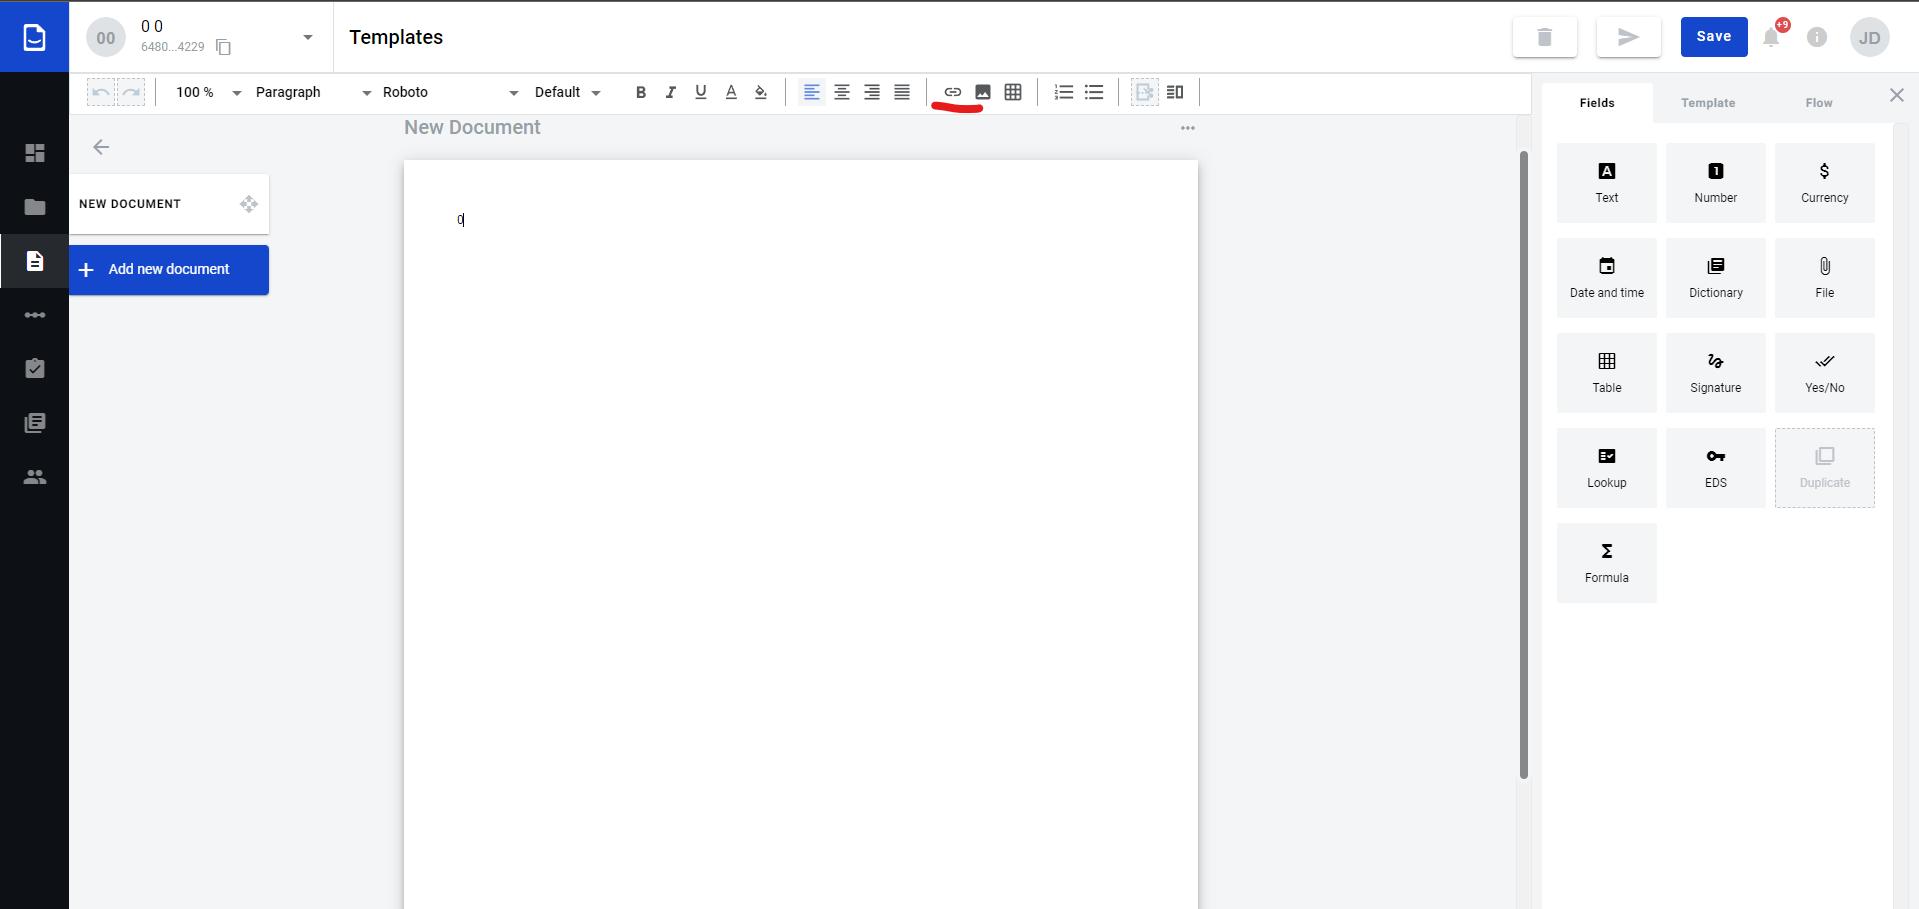 00
0 0
6480...4229
Templates
Save
+9
JD
100 %
Paragraph
Roboto
Default
B
I
U
A
New Document
NEW DOCUMENT
Add new document
0
Fields
Template
Flow
Text
Number
Currency
Date and time
Dictionary
File
Table
Signature
Yes/No
Lookup
EDS
Duplicate
Formula